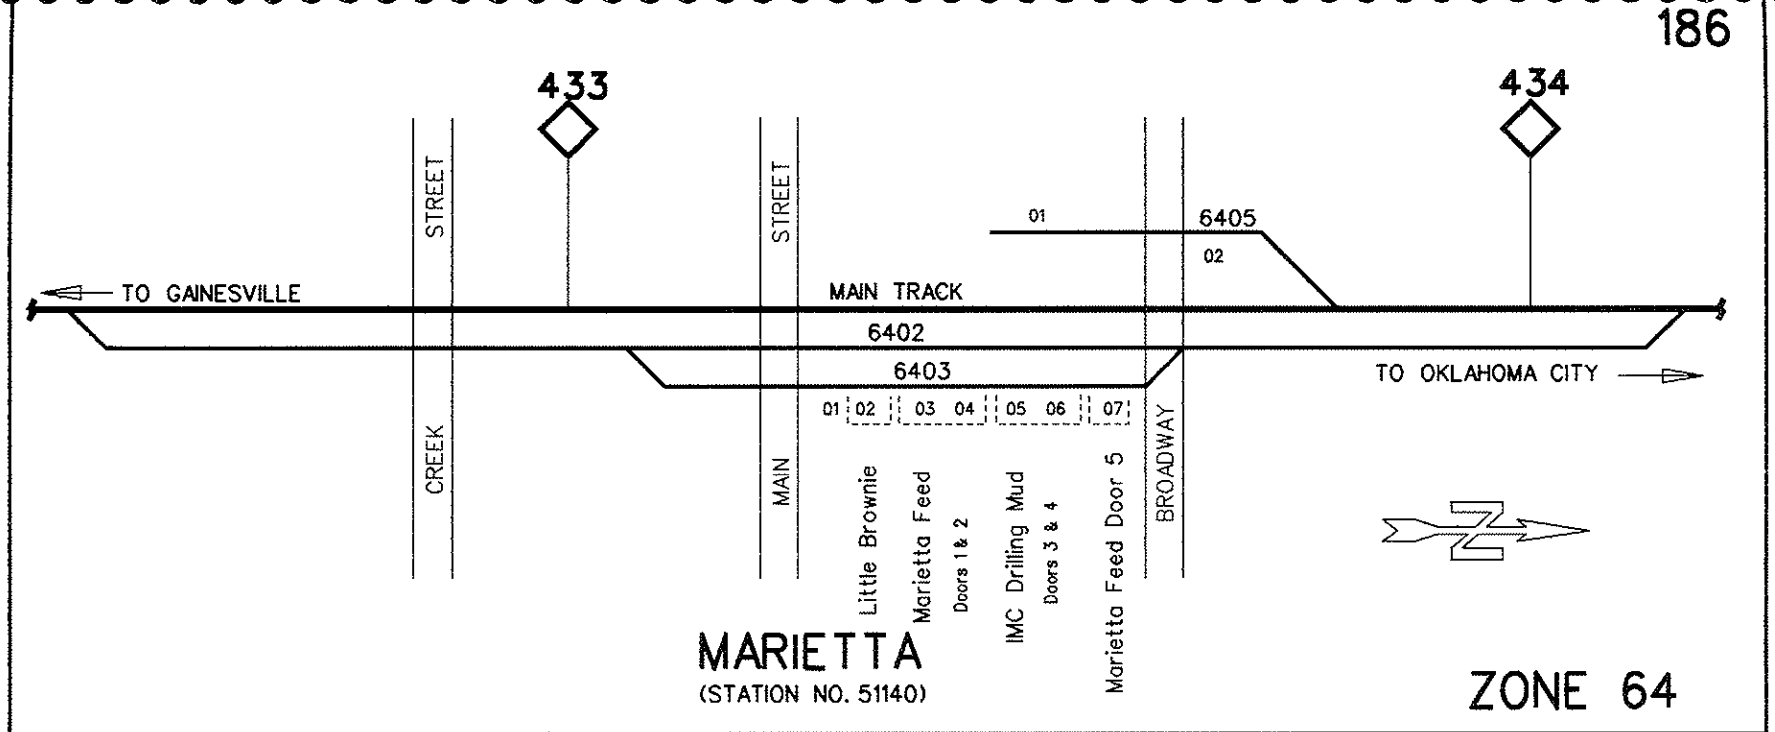 186
433
434
STREET
STREET
01
6405
02
TO GAINESVILLE
MAIN TRACK
6402
6403
TO OKLAHOMA CITY
01 02 03 04 05 06 07
CREEK
MAIN
BROADWAY
Little Brownie
Marietta Feed
Doors 1 & 2
IMC Drilling Mud
Doors 3 & 4
Marietta Feed Door 5
N
MARIETTA
(STATION NO. 51140)
ZONE 64